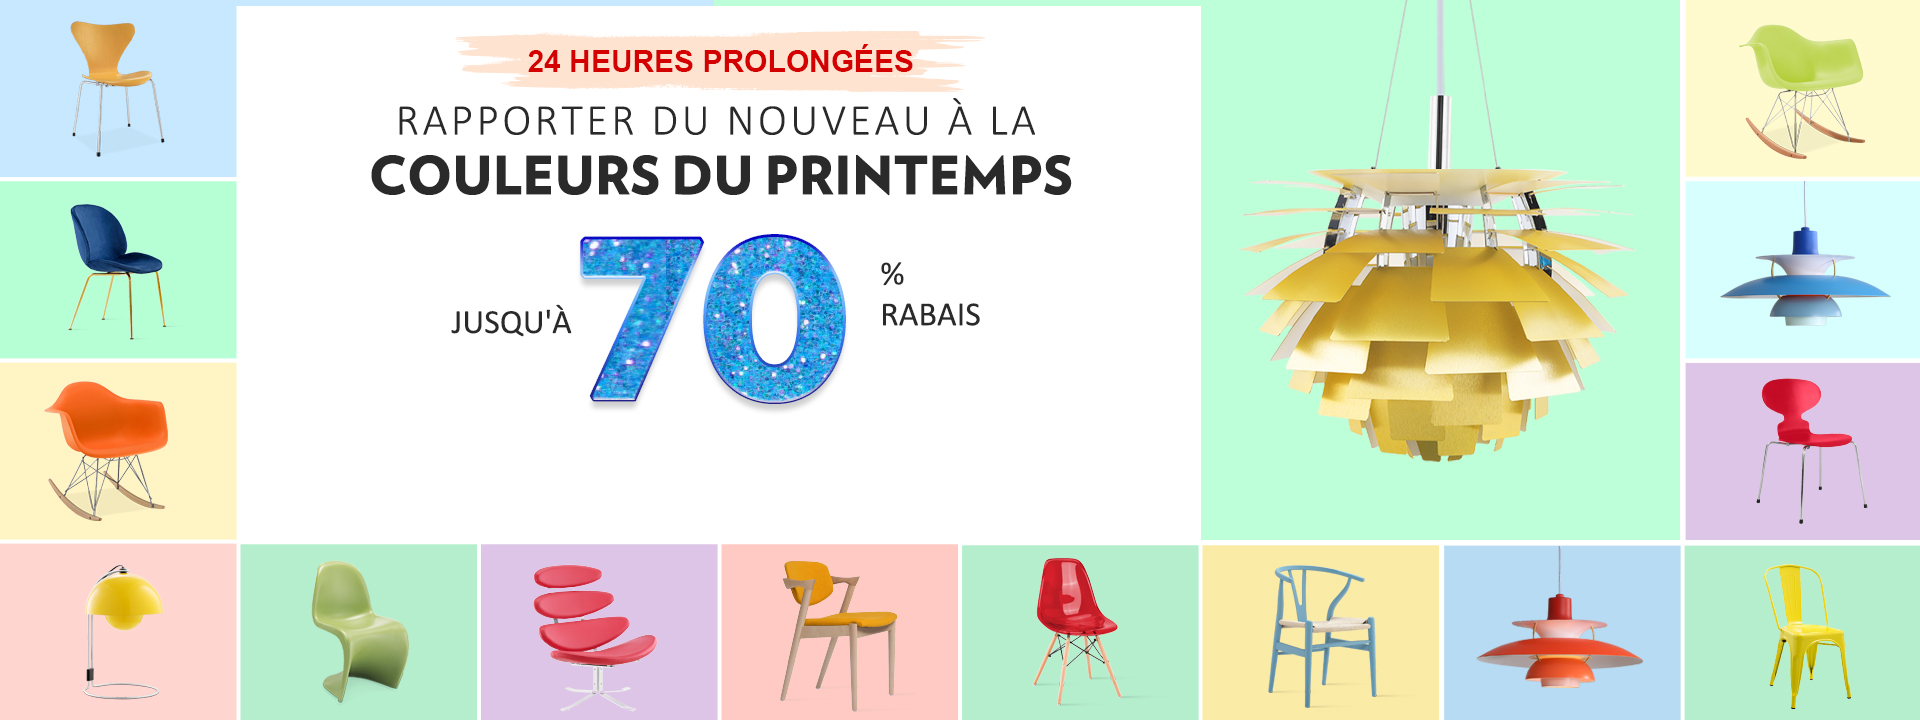 24 HEURES PROLONGÉES
RAPPORTER DU NOUVEAU À LA
COULEURS DU PRINTEMPS
JUSQU'À 70 %
RABAIS